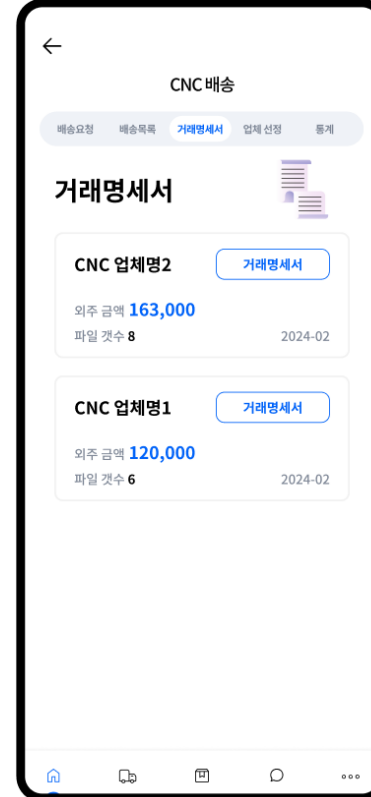 CNC 배송
배송요청 배송목록 거래명세서 업체 선정 통계
거래명세서
CNC 업체명2 거래명세서
외주 금액 163,000
파일 갯수 8 2024-02
CNC 업체명1 거래명세서
외주 금액 120,000
파일 갯수 6 2024-02